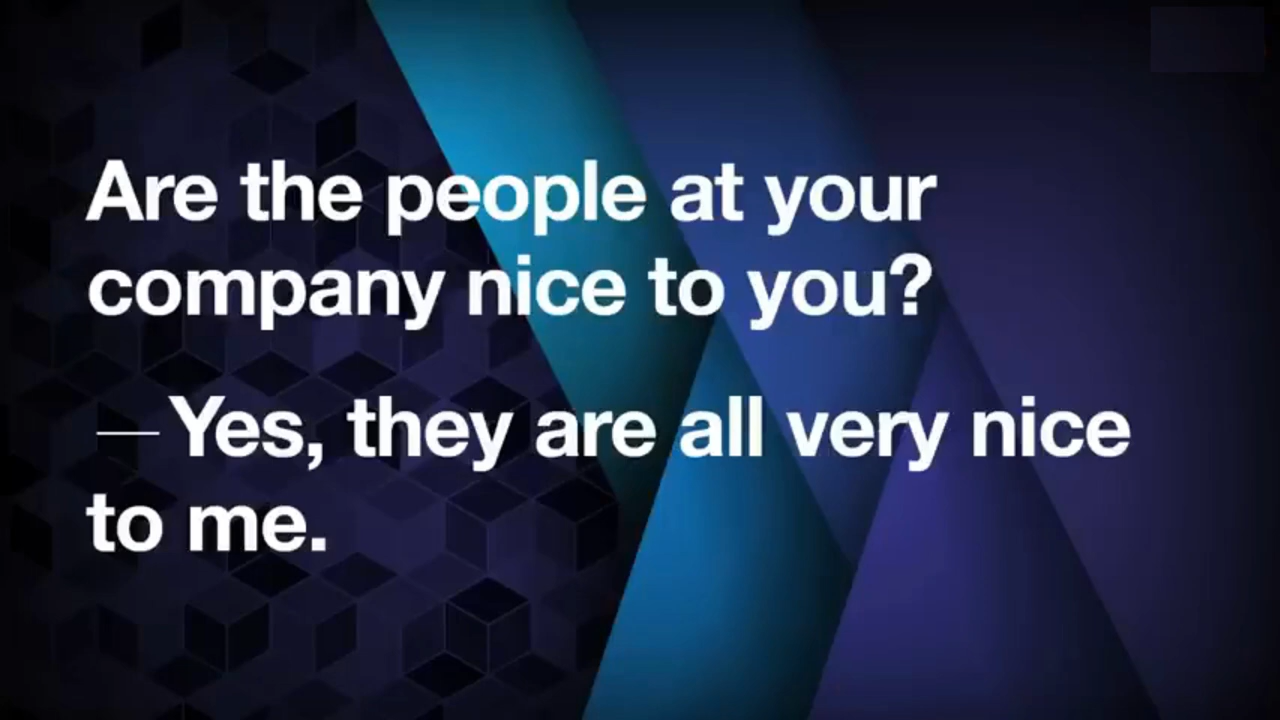 Are the people at your
company nice to you?
— Yes, they are all very nice
to me.